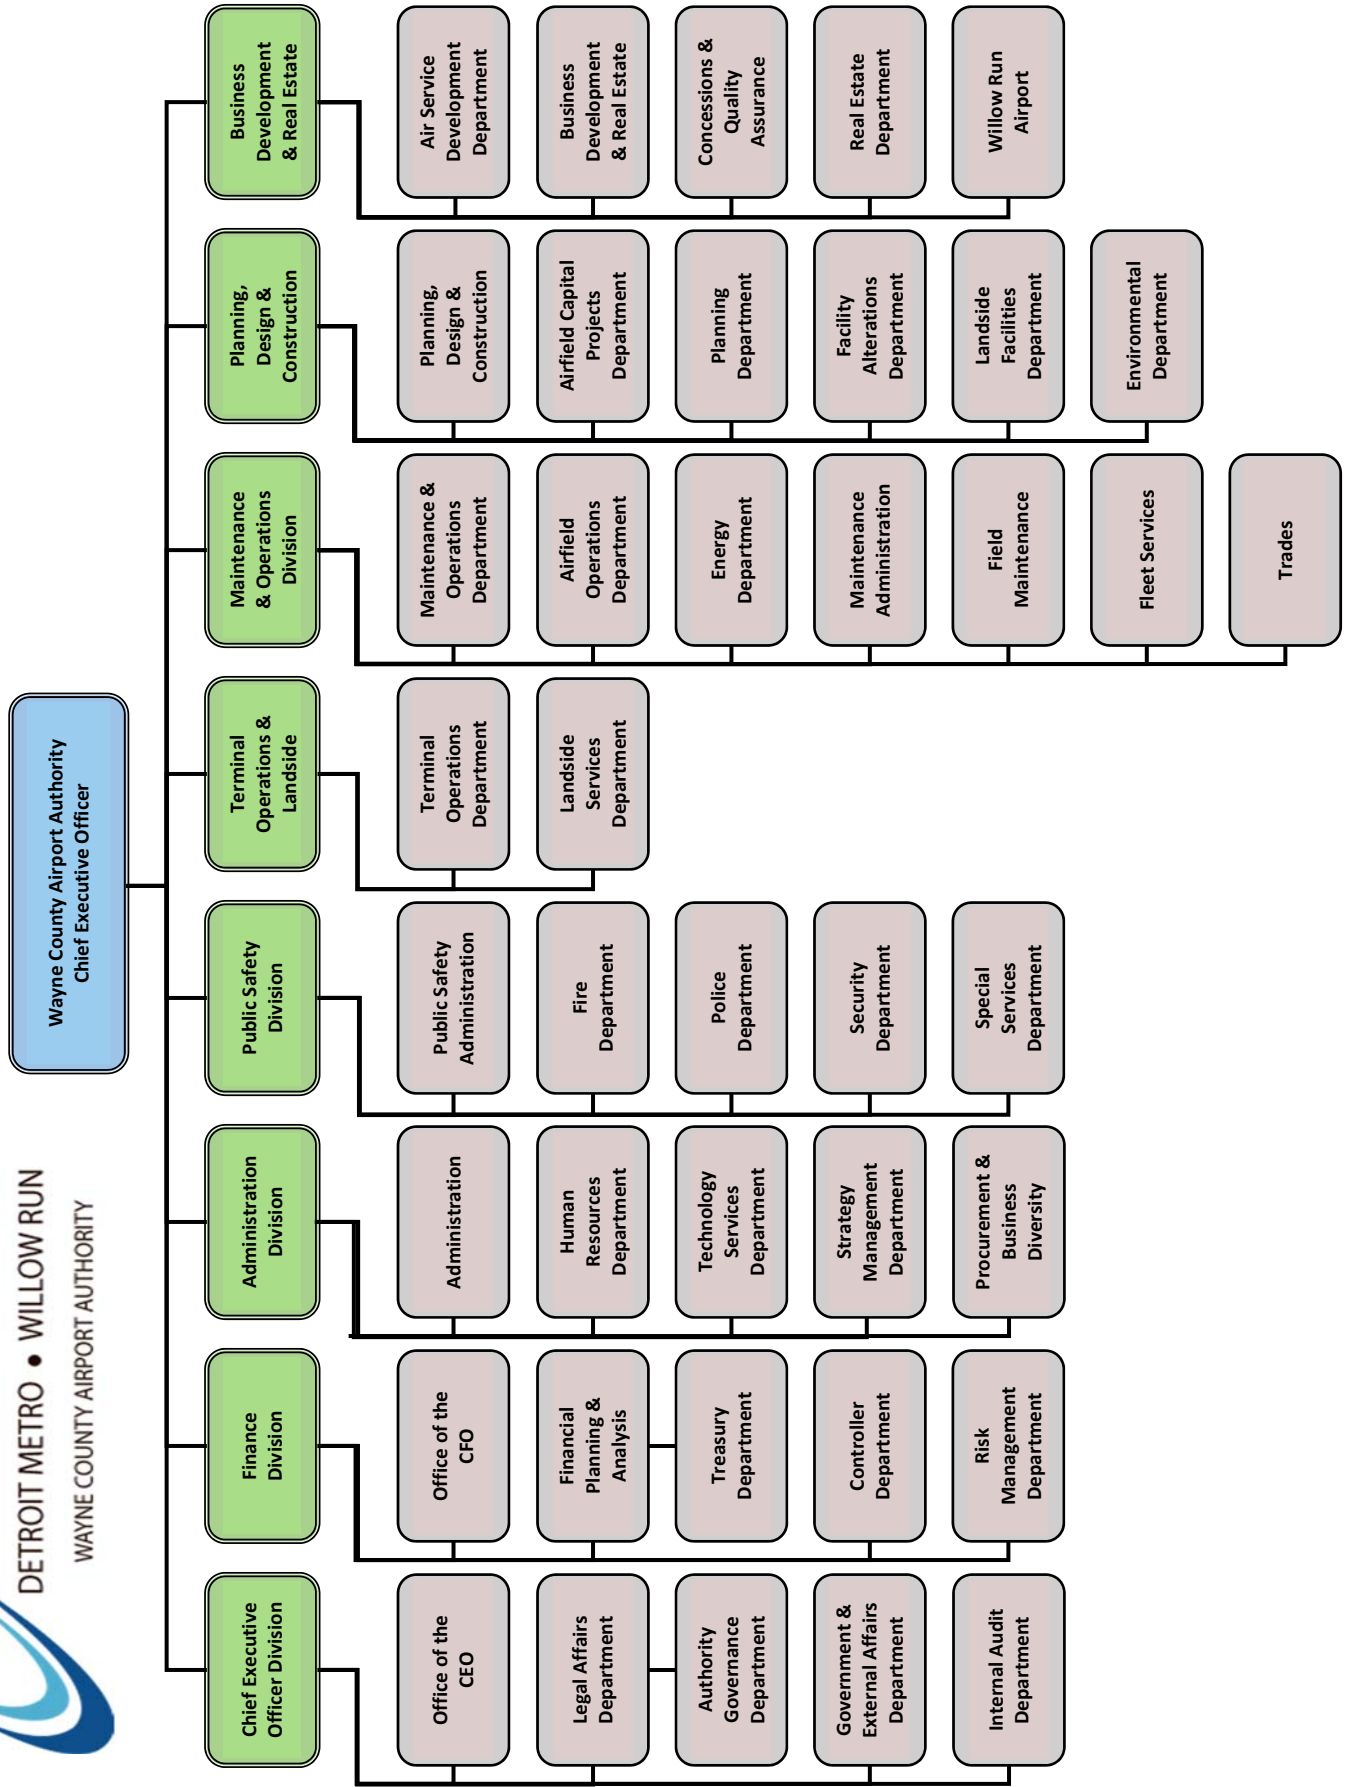 DETROIT METRO ● WILLOW RUN
WAYNE COUNTY AIRPORT AUTHORITY
Wayne County Airport Authority
Chief Executive Officer
Chief Executive
Officer Division
Office of the
CEO
Legal Affairs
Department
Authority
Governance
Department
Government &
External Affairs
Department
Internal Audit
Department
Finance
Division
Office of the
CFO
Financial
Planning &
Analysis
Treasury
Department
Controller
Department
Risk
Management
Department
Administration
Division
Administration
Human
Resources
Department
Technology
Services
Department
Strategy
Management
Department
Procurement &
Business
Diversity
Public Safety
Division
Public Safety
Administration
Fire
Department
Police
Department
Security
Department
Special
Services
Department
Terminal
Operations &
Landside
Terminal
Operations
Department
Landside
Services
Department
Maintenance
& Operations
Division
Maintenance &
Operations
Department
Airfield
Operations
Department
Energy
Department
Maintenance
Administration
Field
Maintenance
Fleet Services
Trades
Planning,
Design &
Construction
Planning,
Design &
Construction
Airfield Capital
Projects
Department
Planning
Department
Facility
Alterations
Department
Landside
Facilities
Department
Environmental
Department
Business
Development
& Real Estate
Air Service
Development
Department
Business
Development
& Real Estate
Concessions &
Quality
Assurance
Real Estate
Department
Willow Run
Airport